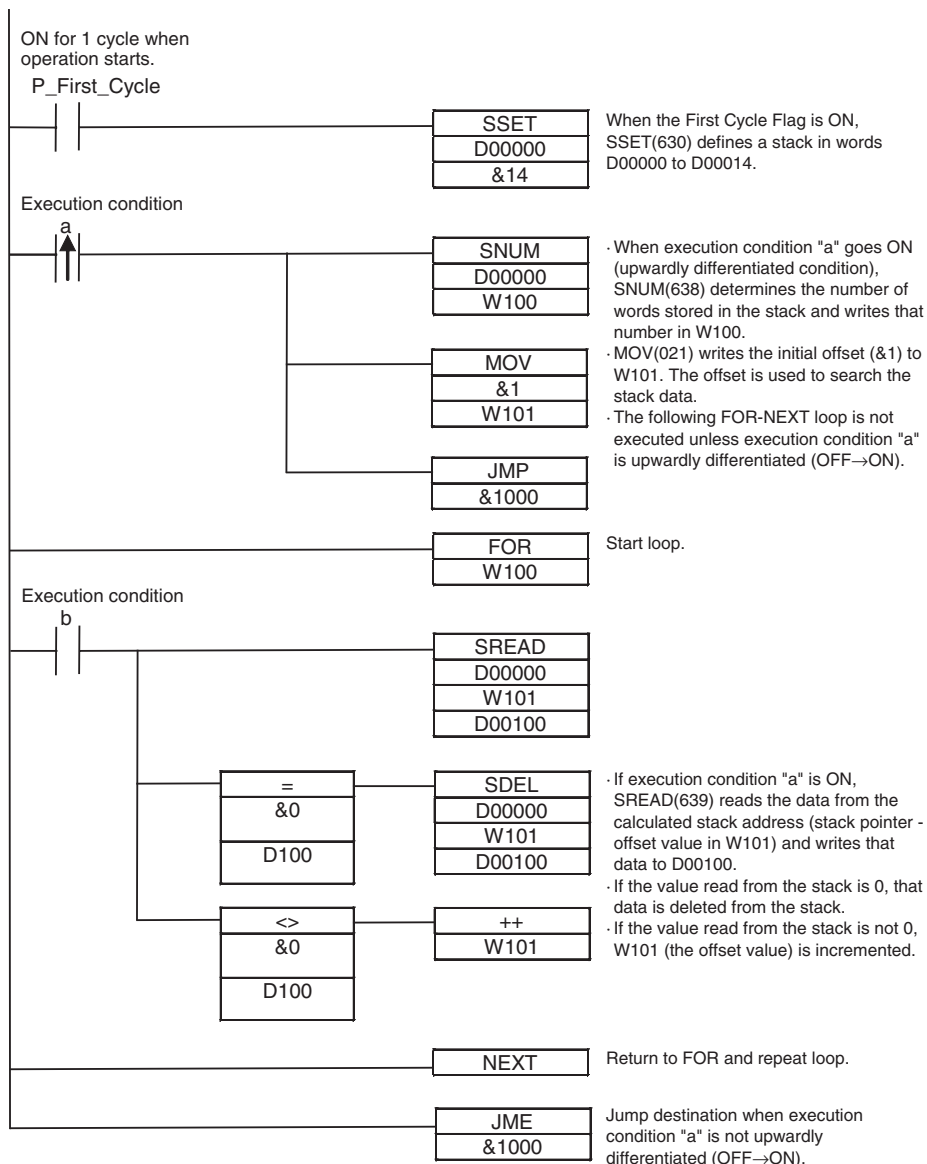 ON for 1 cycle when
operation starts.
P_First_Cycle
SSET
D00000
&14
When the First Cycle Flag is ON,
SSET(630) defines a stack in words
D00000 to D00014.
Execution condition
a
SNUM
D00000
W100
MOV
&1
W101
JMP
&1000
· When execution condition "a" goes ON
(upwardly differentiated condition),
SNUM(638) determines the number of
words stored in the stack and writes that
number in W100.
· MOV(021) writes the initial offset (&1) to
W101. The offset is used to search the
stack data.
· The following FOR-NEXT loop is not
executed unless execution condition "a"
is upwardly differentiated (OFF→ON).
FOR
W100
Start loop.
Execution condition
b
SREAD
D00000
W101
D00100
=
&0
D100
SDEL
D00000
W101
D00100
<>
&0
D100
++
W101
· If execution condition "a" is ON,
SREAD(639) reads the data from the
calculated stack address (stack pointer -
offset value in W101) and writes that
data to D00100.
· If the value read from the stack is 0, that
data is deleted from the stack.
· If the value read from the stack is not 0,
W101 (the offset value) is incremented.
NEXT
Return to FOR and repeat loop.
JME
&1000
Jump destination when execution
condition "a" is not upwardly
differentiated (OFF→ON).